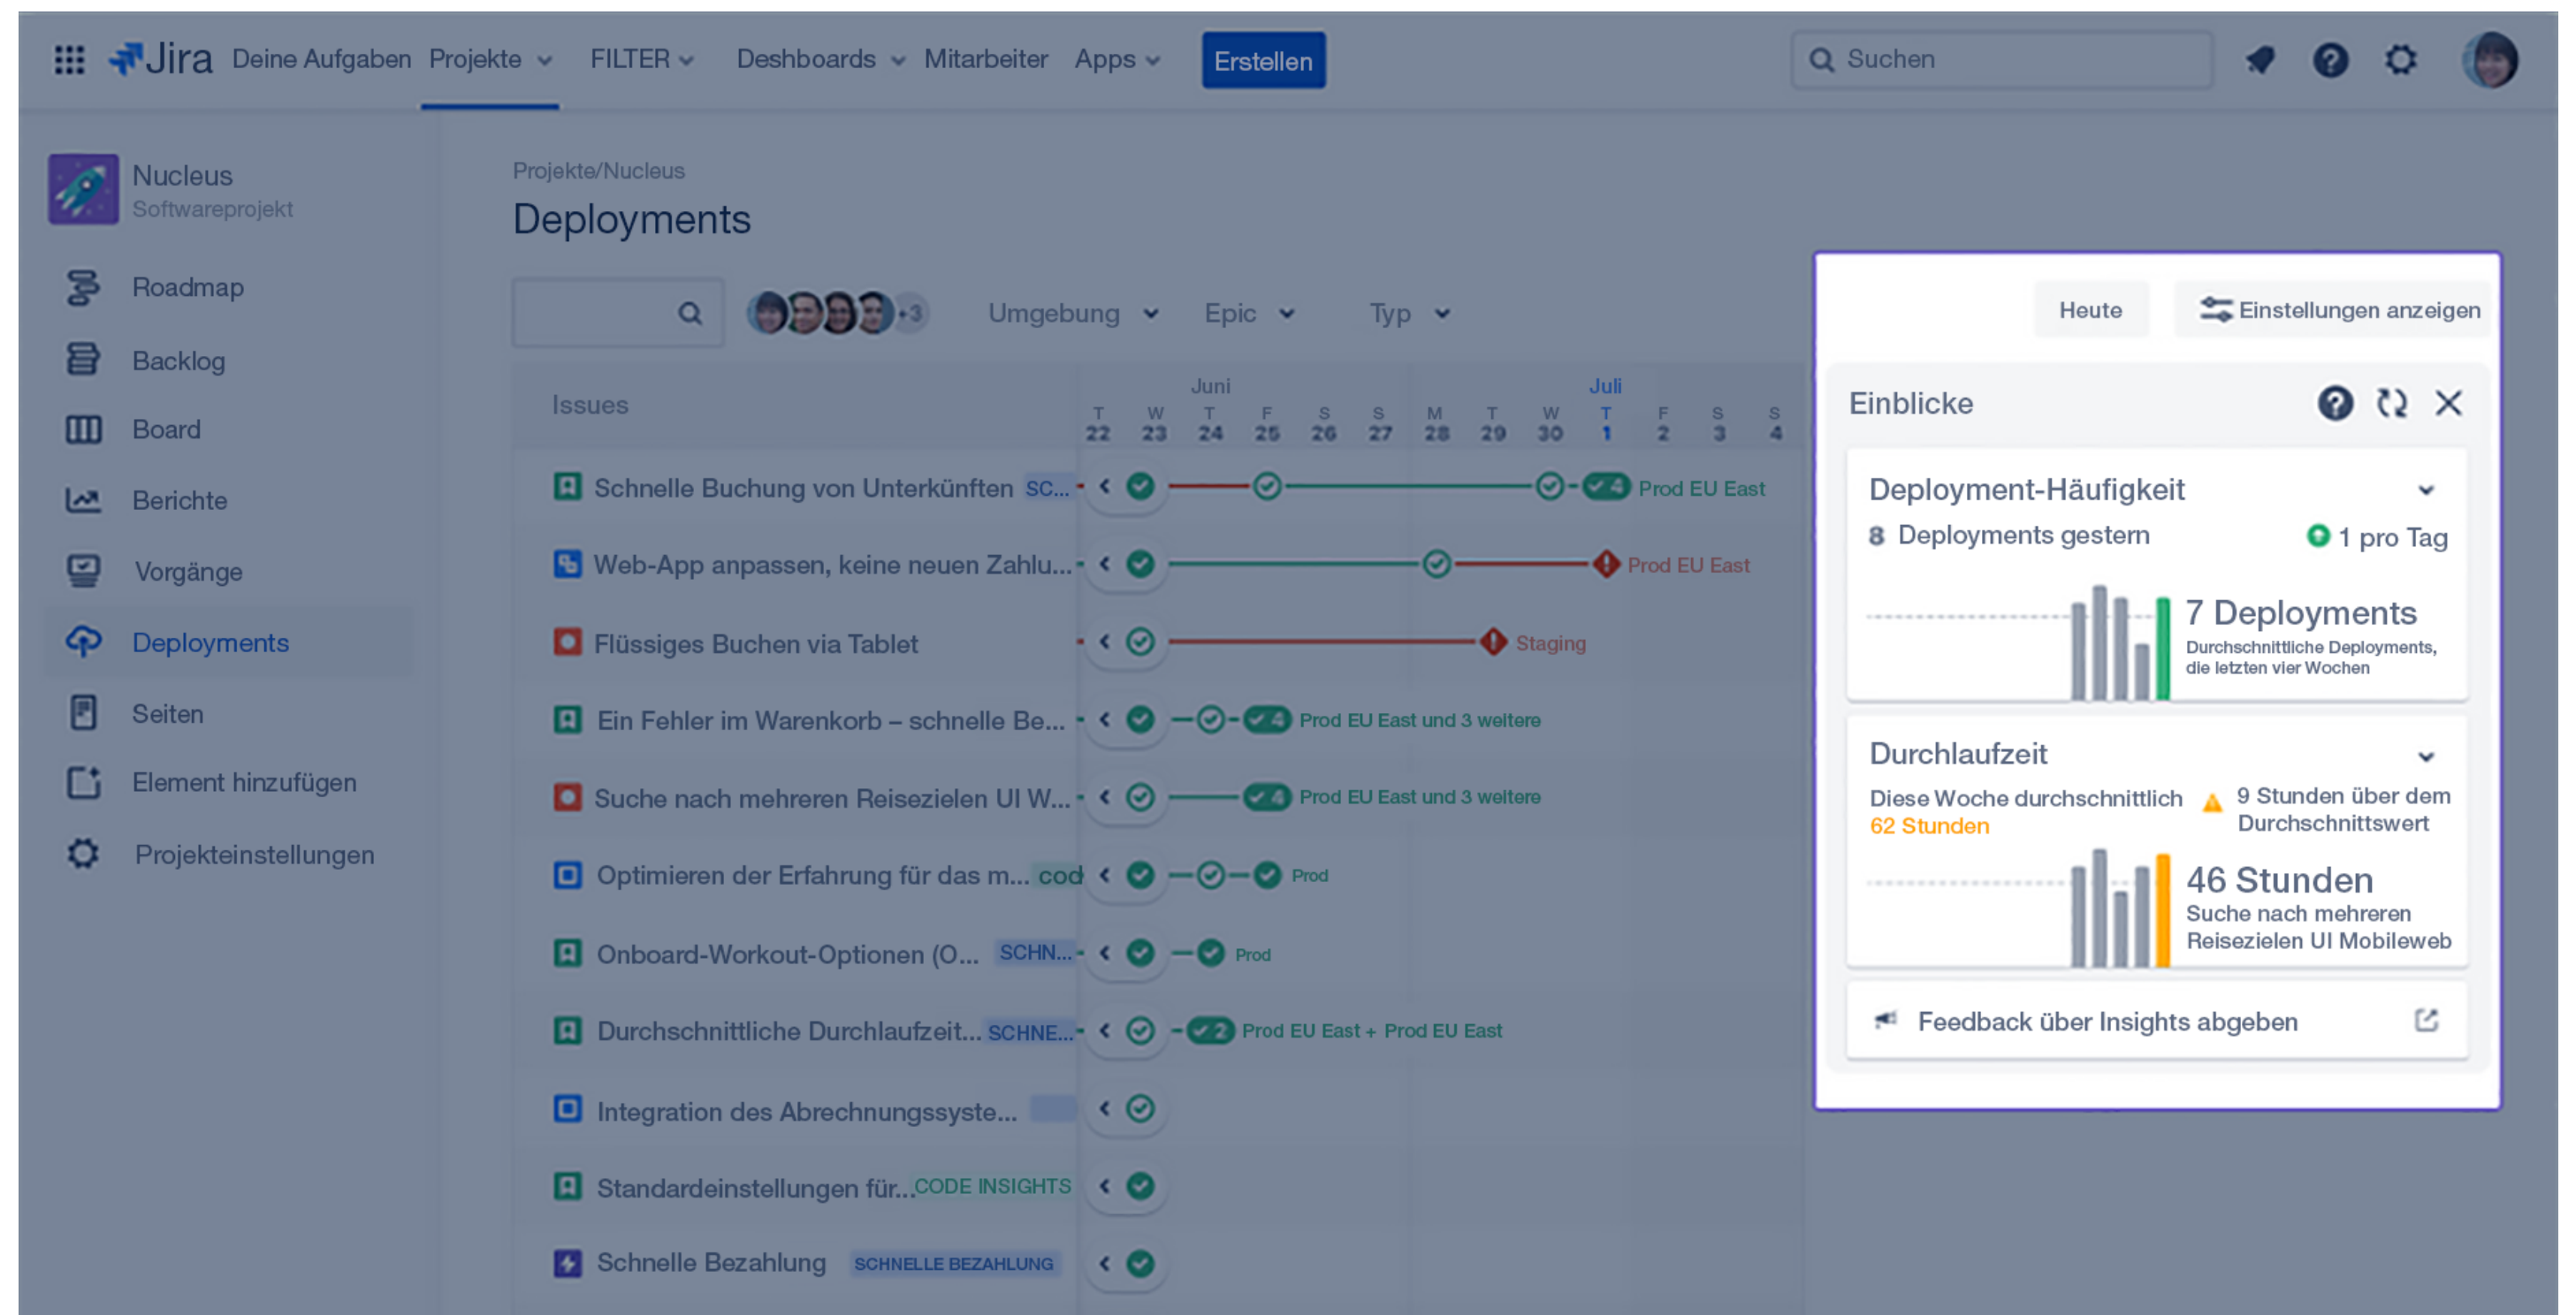 Jira Deine Aufgaben Projekte FILTER Deshboards Mitarbeiter Apps Erstellen Suchen
Nucleus
Softwareprojekt
Roadmap
Backlog
Board
Berichte
Vorgänge
Deployments
Seiten
Element hinzufügen
Projekteinstellungen
Projekte/Nucleus
Deployments
+3 Umgebung Epic Typ
Issues
Juni Juli
T W T F S S M T W T F S S
22 23 24 25 26 27 28 29 30 1 2 3 4
Schnelle Buchung von Unterkünften SC... 4 Prod EU East
Web-App anpassen, keine neuen Zahlu... Prod EU East
Flüssiges Buchen via Tablet Staging
Ein Fehler im Warenkorb – schnelle Be... 4 Prod EU East und 3 weitere
Suche nach mehreren Reisezielen UI W... 4 Prod EU East und 3 weitere
Optimieren der Erfahrung für das m... cod Prod
Onboard-Workout-Optionen (O... SCHN... Prod
Durchschnittliche Durchlaufzeit... SCHNE... 2 Prod EU East + Prod EU East
Integration des Abrechnungssyste...
Standardeinstellungen für... CODE INSIGHTS
Schnelle Bezahlung SCHNELLE BEZAHLUNG
Heute Einstellungen anzeigen
Einblicke
Deployment-Häufigkeit
8 Deployments gestern 1 pro Tag
7 Deployments
Durchschnittliche Deployments,
die letzten vier Wochen
Durchlaufzeit
Diese Woche durchschnittlich
62 Stunden
9 Stunden über dem
Durchschnittswert
46 Stunden
Suche nach mehreren
Reisezielen UI Mobileweb
Feedback über Insights abgeben